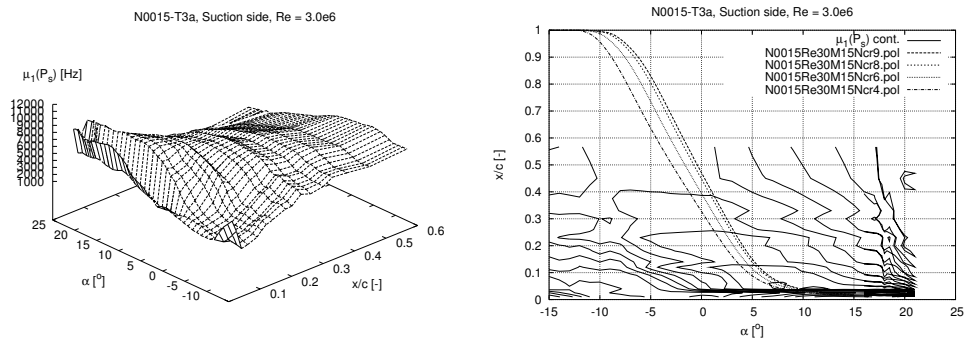 N0015-T3a, Suction side, Re = 3.0e6
μ1(Ps) [Hz]
12000
11000
10000
9000
8000
7000
6000
5000
4000
3000
2000
1000
25
20
15
10
5
0
-5
-10
α [o]
0.1
0.2
0.3
0.4
0.5
0.6
x/c [-]
N0015-T3a, Suction side, Re = 3.0e6
μ1(Ps) cont.
N0015Re30M15Ncr9.pol
N0015Re30M15Ncr8.pol
N0015Re30M15Ncr6.pol
N0015Re30M15Ncr4.pol
1
0.9
0.8
0.7
0.6
0.5
0.4
0.3
0.2
0.1
0
x/c [-]
-15 -10 -5 0 5 10 15 20 25
α [o]